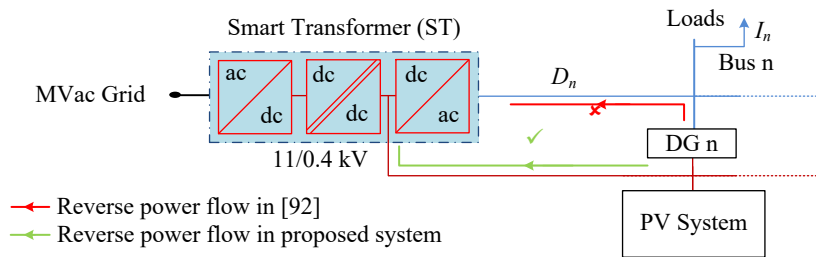 Smart Transformer (ST)
Loads
I_n
Bus n
MVac Grid
ac
dc
dc
dc
dc
ac
D_n
✗
✓
11/0.4 kV
DG n
PV System
Reverse power flow in [92]
Reverse power flow in proposed system